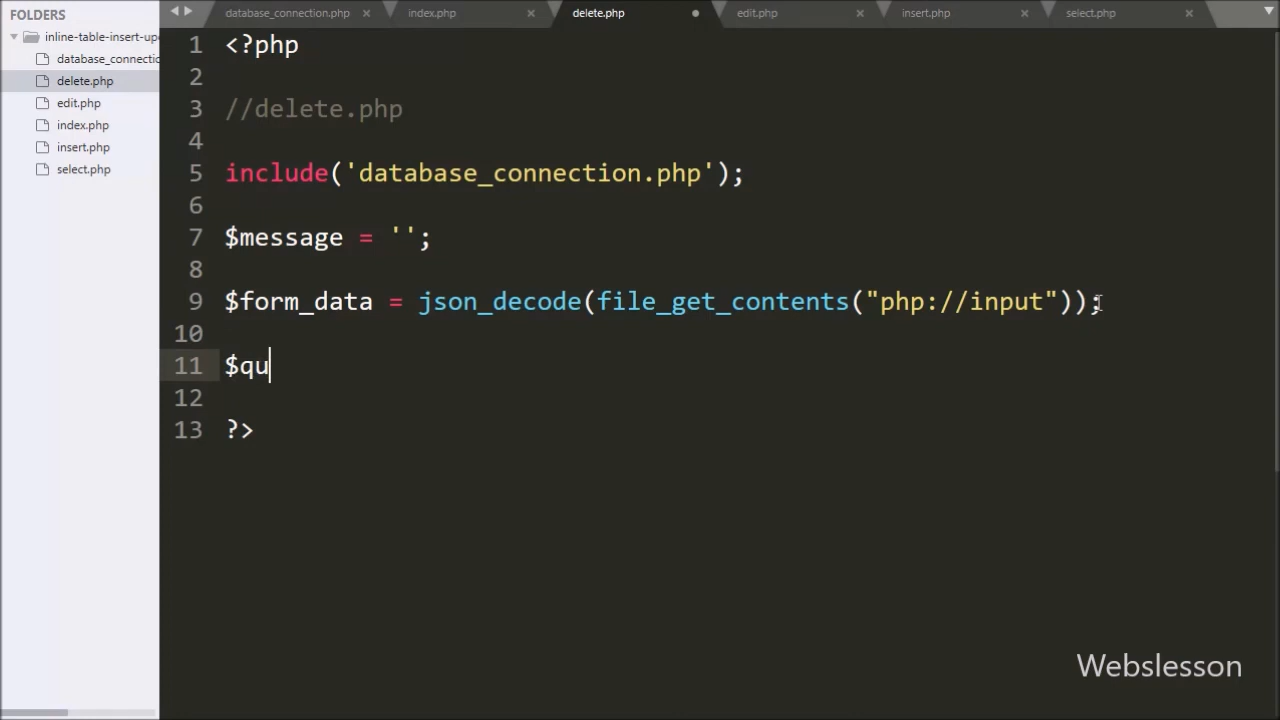 FOLDERS
inline-table-insert-up
database_connectio
delete.php
edit.php
index.php
insert.php
select.php
database_connection.php
index.php
delete.php
edit.php
insert.php
select.php
1 <?php
2
3 //delete.php
4
5 include('database_connection.php');
6
7 $message = '';
8
9 $form_data = json_decode(file_get_contents("php://input"));
10
11 $qu
12
13 ?>
Webslesson